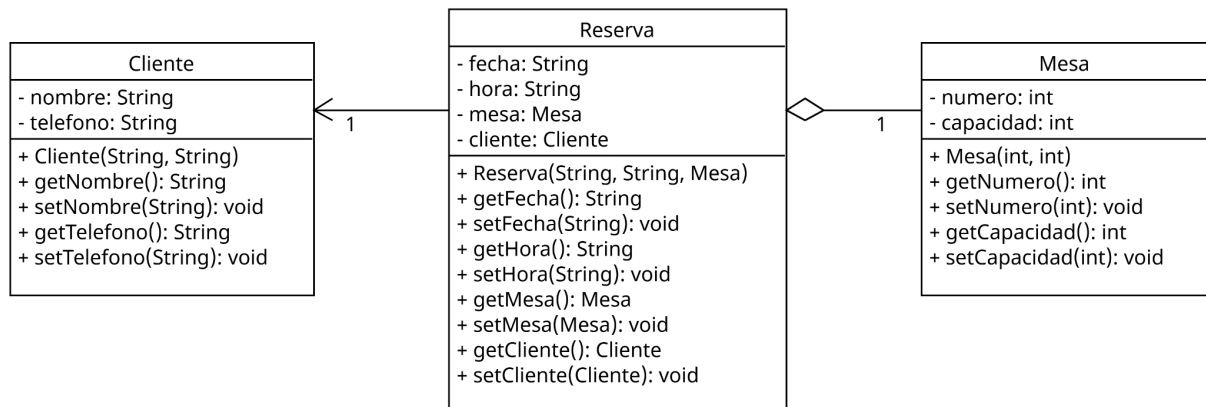 Cliente
- nombre: String
- telefono: String
+ Cliente(String, String)
+ getNombre(): String
+ setNombre(String): void
+ getTelefono(): String
+ setTelefono(String): void
1
Reserva
- fecha: String
- hora: String
- mesa: Mesa
- cliente: Cliente
+ Reserva(String, String, Mesa)
+ getFecha(): String
+ setFecha(String): void
+ getHora(): String
+ setHora(String): void
+ getMesa(): Mesa
+ setMesa(Mesa): void
+ getCliente(): Cliente
+ setCliente(Cliente): void
1
Mesa
- numero: int
- capacidad: int
+ Mesa(int, int)
+ getNumero(): int
+ setNumero(int): void
+ getCapacidad(): int
+ setCapacidad(int): void